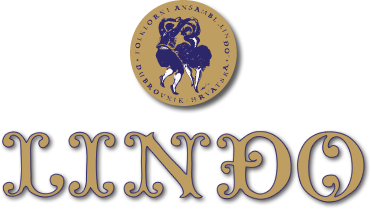 FOLKLORNI ANSAMBL LINĐO
DUBROVNIK · HRVATSKA
LINĐO